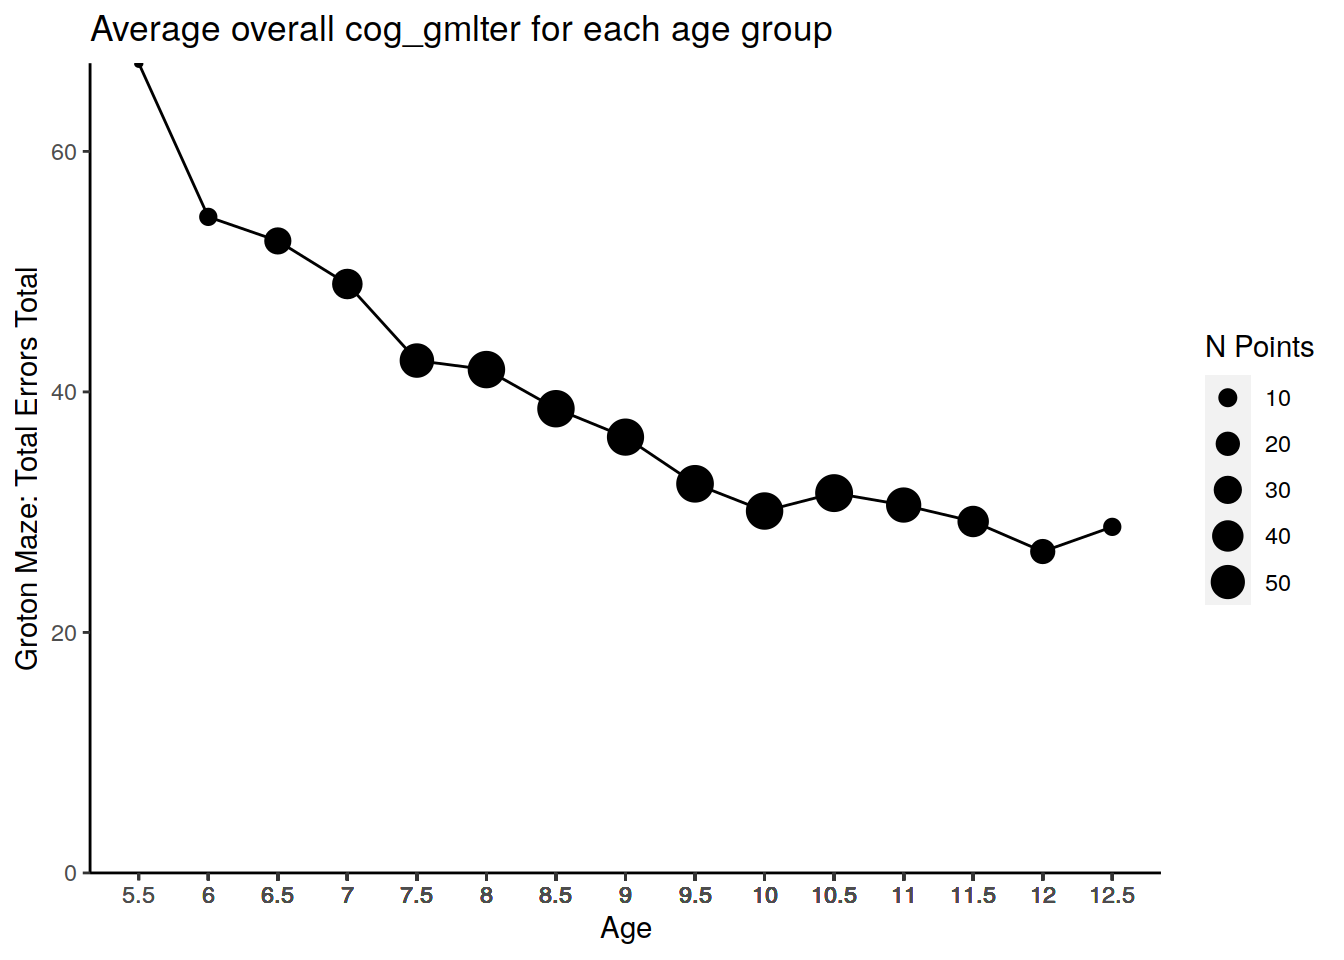 Average overall cog_gmlter for each age group
Groton Maze: Total Errors Total
60
40
20
0
5.5 6 6.5 7 7.5 8 8.5 9 9.5 10 10.5 11 11.5 12 12.5
Age
N Points
10
20
30
40
50